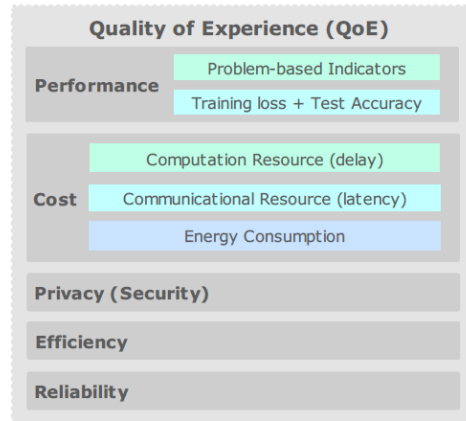 Quality of Experience (QoE)
Performance
Problem-based Indicators
Training loss + Test Accuracy
Cost
Computation Resource (delay)
Communicational Resource (latency)
Energy Consumption
Privacy (Security)
Efficiency
Reliability